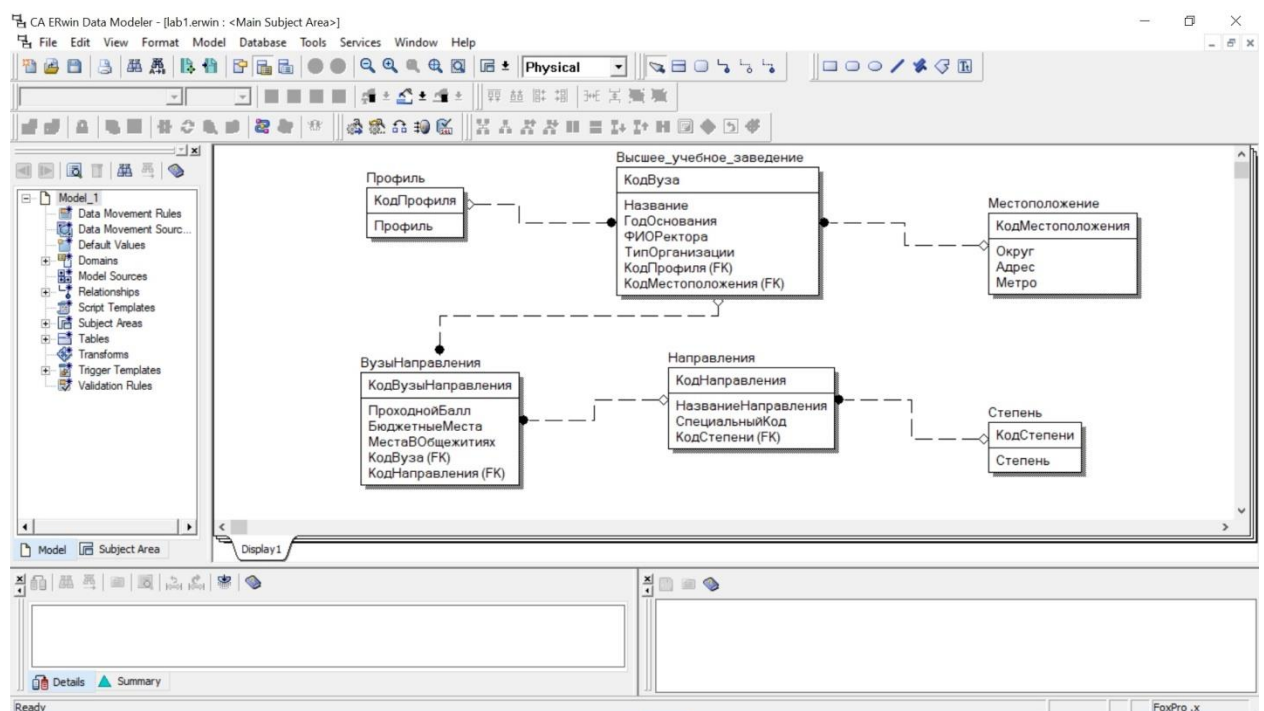 CA ERwin Data Modeler - [lab1.erwin : <Main Subject Area>]
File Edit View Format Model Database Tools Services Window Help
Physical
Model_1
Data Movement Rules
Data Movement Sourc...
Default Values
Domains
Model Sources
Relationships
Script Templates
Subject Areas
Tables
Transforms
Trigger Templates
Validation Rules
Model Subject Area
Профиль
КодПрофиля
Профиль
Высшее_учебное_заведение
КодВуза
Название
ГодОснования
ФИОРектора
ТипОрганизации
КодПрофиля (FK)
КодМестоположения (FK)
Местоположение
КодМестоположения
Округ
Адрес
Метро
ВузыНаправления
КодВузыНаправления
ПроходнойБалл
БюджетныеМеста
МестаВОбщежитиях
КодВуза (FK)
КодНаправления (FK)
Направления
КодНаправления
НазваниеНаправления
СпециальныйКод
КодСтепени (FK)
Степень
КодСтепени
Степень
Display1
Details Summary
Ready
FoxPro .x